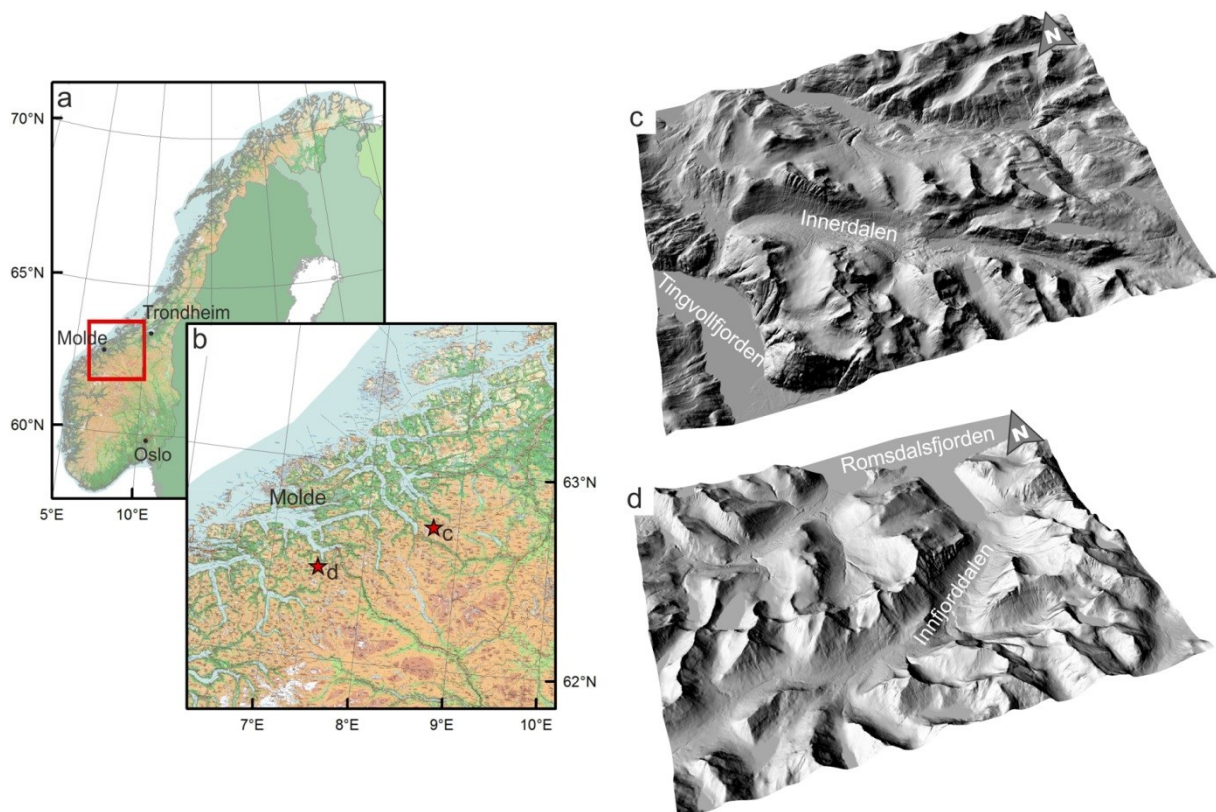 a
70°N
65°N
60°N
5°E
10°E
Trondheim
Molde
Oslo
b
Molde
c
d
63°N
62°N
7°E
8°E
9°E
10°E
c
N
Innerdalen
Tingvollfjorden
d
N
Romsdalsfjorden
Innfjorddalen